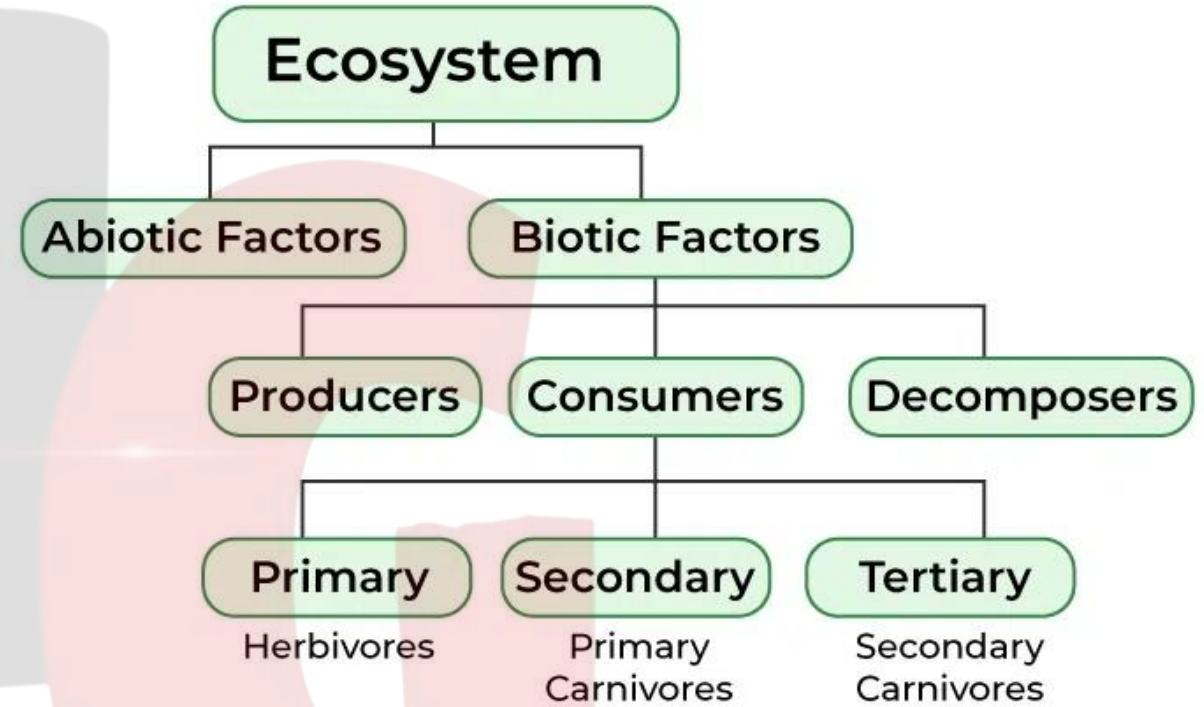 Ecosystem
Abiotic Factors
Biotic Factors
Producers
Consumers
Decomposers
Primary
Secondary
Tertiary
Herbivores
Primary
Carnivores
Secondary
Carnivores